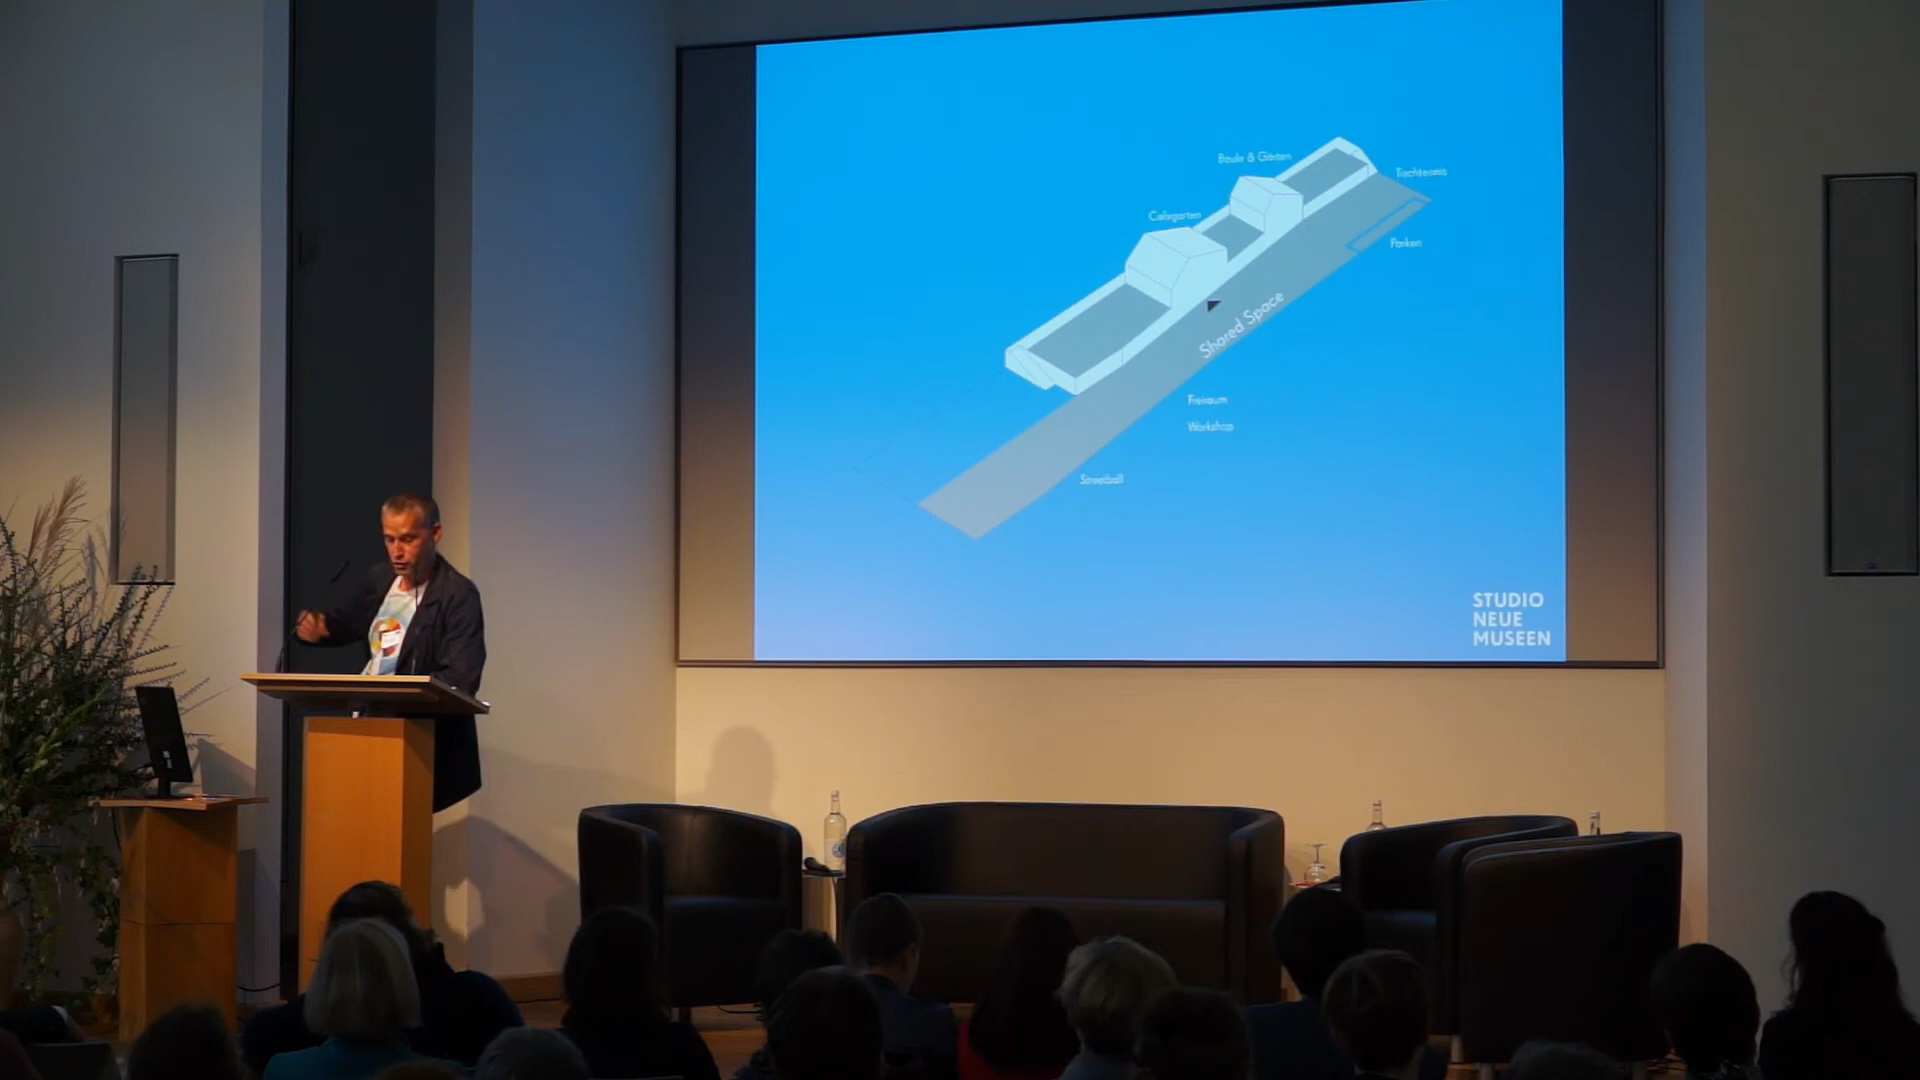 Boule & Gärten
Tischtennis
Cafegarten
Parken
Shared Space
Freiraum
Workshop
Streetball
STUDIO
NEUE
MUSEEN